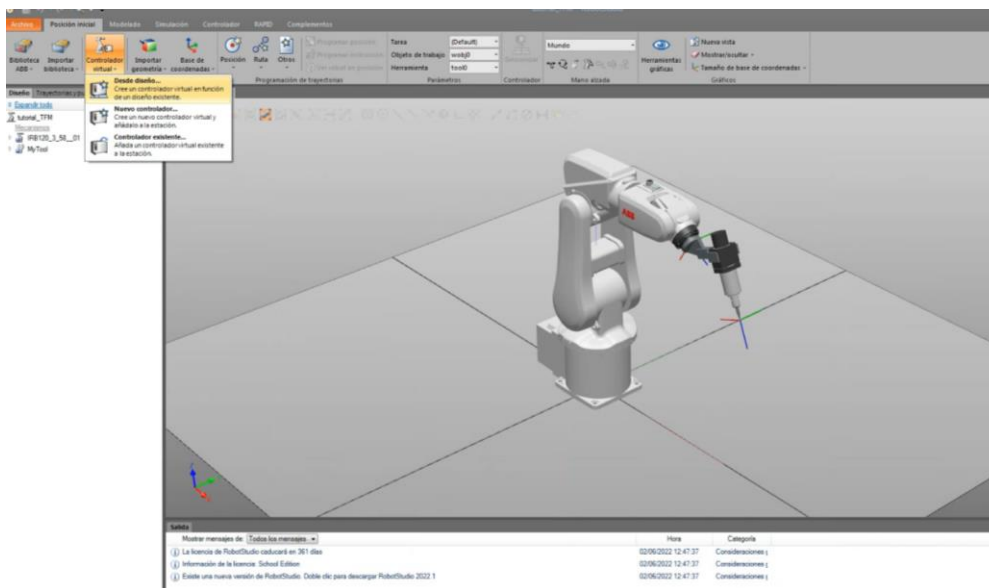 Archivo Posición inicial Modelado Simulación Controlador RAPID Complementos
Biblioteca ABB
Importar biblioteca
Controlador virtual
Importar geometría
Base de coordenadas
Posición
Ruta
Otros
Programar posición
Tarea (Default)
Objeto de trabajo wobj0
Herramienta tool0
Mundo
Herramientas gráficas
Nueva vista
Mostrar/ocultar
Tamaño de base de coordenadas
Programación de trayectorias
Parámetros
Controlador
Mano alzada
Gráficos
Desde diseño...
Cree un controlador virtual en función
de un diseño existente.
Nuevo controlador...
Cree un nuevo controlador virtual y
añádalo a la estación.
Controlador existente...
Añada un controlador virtual existente
a la estación.
Diseño
Expandir todo
tutorial_TFM
Mecanismos
IRB120_3_58__01
MyTool
ABB
Salida
Mostrar mensajes de: Todos los mensajes
Hora
Categoría
La licencia de RobotStudio caducará en 361 días 02/06/2022 12:47:37 Consideraciones
Información de la licencia: School Edition 02/06/2022 12:47:37 Consideraciones
Existe una nueva versión de RobotStudio. Doble clic para descargar RobotStudio 2022.1 02/06/2022 12:47:37 Consideraciones